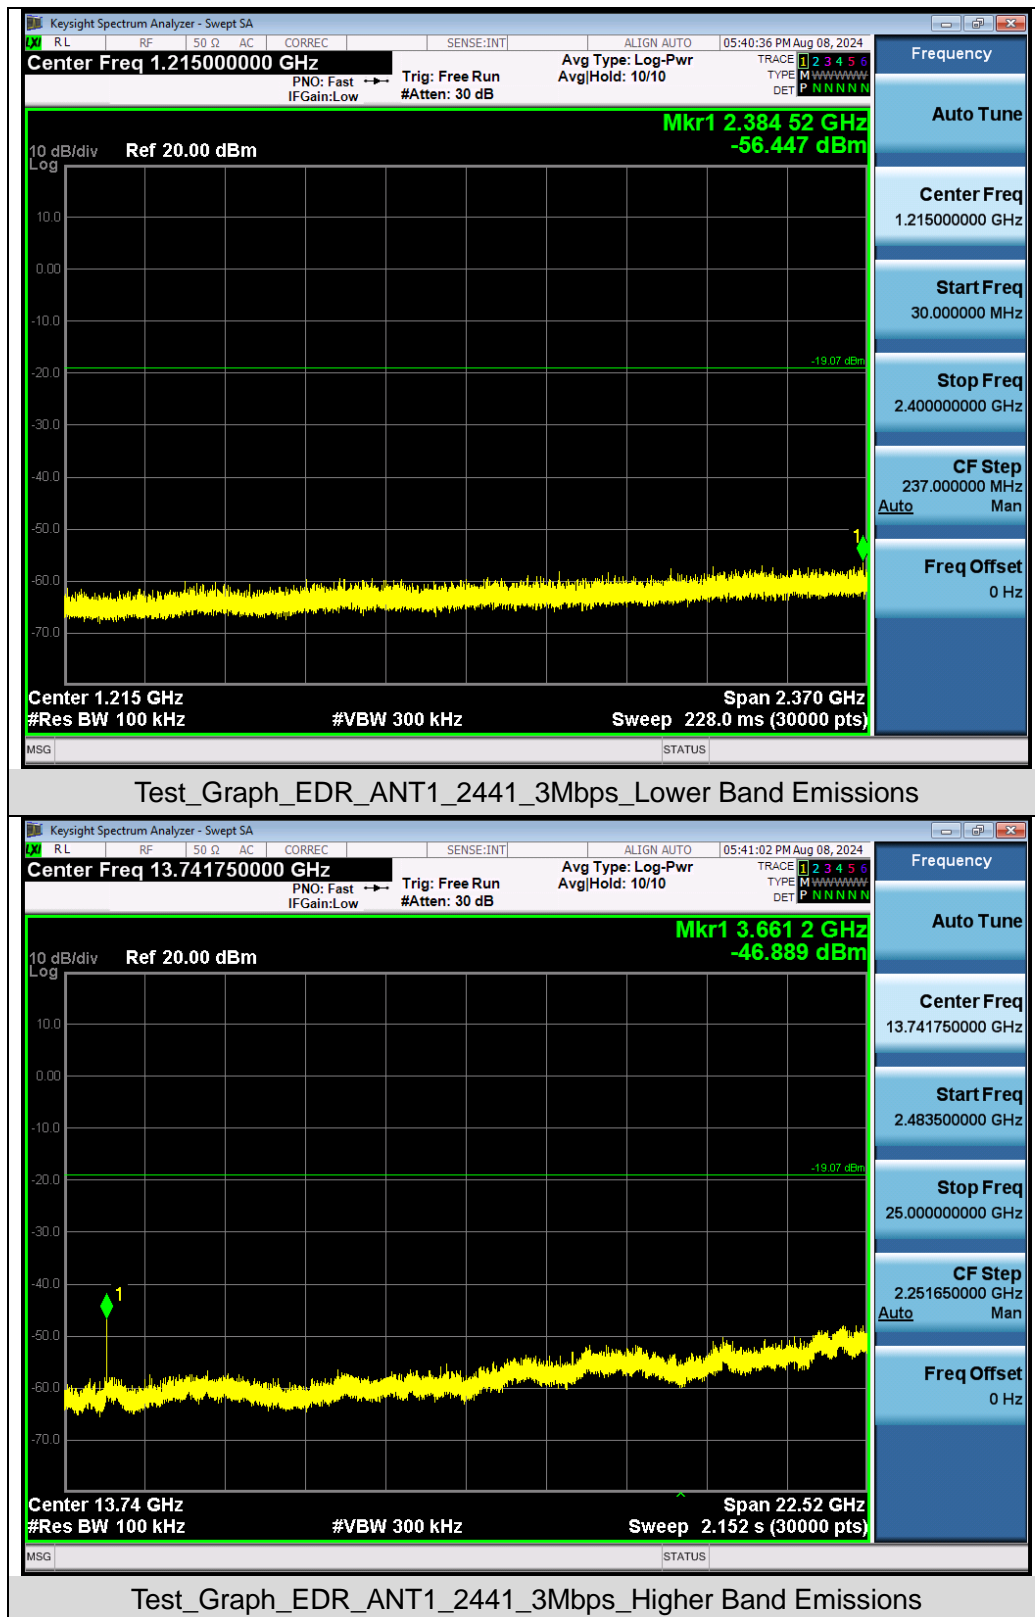 Keysight Spectrum Analyzer - Swept SA
LXI RL RF 50 Ω AC CORREC SENSE:INT ALIGN AUTO 05:40:36 PM Aug 08, 2024
Center Freq 1.215000000 GHz
PNO: Fast
IFGain:Low
Trig: Free Run
#Atten: 30 dB
Avg Type: Log-Pwr
Avg|Hold: 10/10
TRACE 1 2 3 4 5 6
TYPE M WWWWW
DET P N N N N N
Mkr1 2.384 52 GHz
-56.447 dBm
10 dB/div
Log
Ref 20.00 dBm
10.0
0.00
-10.0
-19.07 dBm
-20.0
-30.0
-40.0
-50.0
1
-60.0
-70.0
Center 1.215 GHz
Span 2.370 GHz
#Res BW 100 kHz
#VBW 300 kHz
Sweep 228.0 ms (30000 pts)
MSG
STATUS
Frequency
Auto Tune
Center Freq
1.215000000 GHz
Start Freq
30.000000 MHz
Stop Freq
2.400000000 GHz
CF Step
237.000000 MHz
Auto Man
Freq Offset
0 Hz
Test_Graph_EDR_ANT1_2441_3Mbps_Lower Band Emissions
Keysight Spectrum Analyzer - Swept SA
LXI RL RF 50 Ω AC CORREC SENSE:INT ALIGN AUTO 05:41:02 PM Aug 08, 2024
Center Freq 13.741750000 GHz
PNO: Fast
IFGain:Low
Trig: Free Run
#Atten: 30 dB
Avg Type: Log-Pwr
Avg|Hold: 10/10
TRACE 1 2 3 4 5 6
TYPE M WWWWW
DET P N N N N N
Mkr1 3.661 2 GHz
-46.889 dBm
10 dB/div
Log
Ref 20.00 dBm
10.0
0.00
-10.0
-19.07 dBm
-20.0
-30.0
-40.0
1
-50.0
-60.0
-70.0
Center 13.74 GHz
Span 22.52 GHz
#Res BW 100 kHz
#VBW 300 kHz
Sweep 2.152 s (30000 pts)
MSG
STATUS
Frequency
Auto Tune
Center Freq
13.741750000 GHz
Start Freq
2.483500000 GHz
Stop Freq
25.000000000 GHz
CF Step
2.251650000 GHz
Auto Man
Freq Offset
0 Hz
Test_Graph_EDR_ANT1_2441_3Mbps_Higher Band Emissions